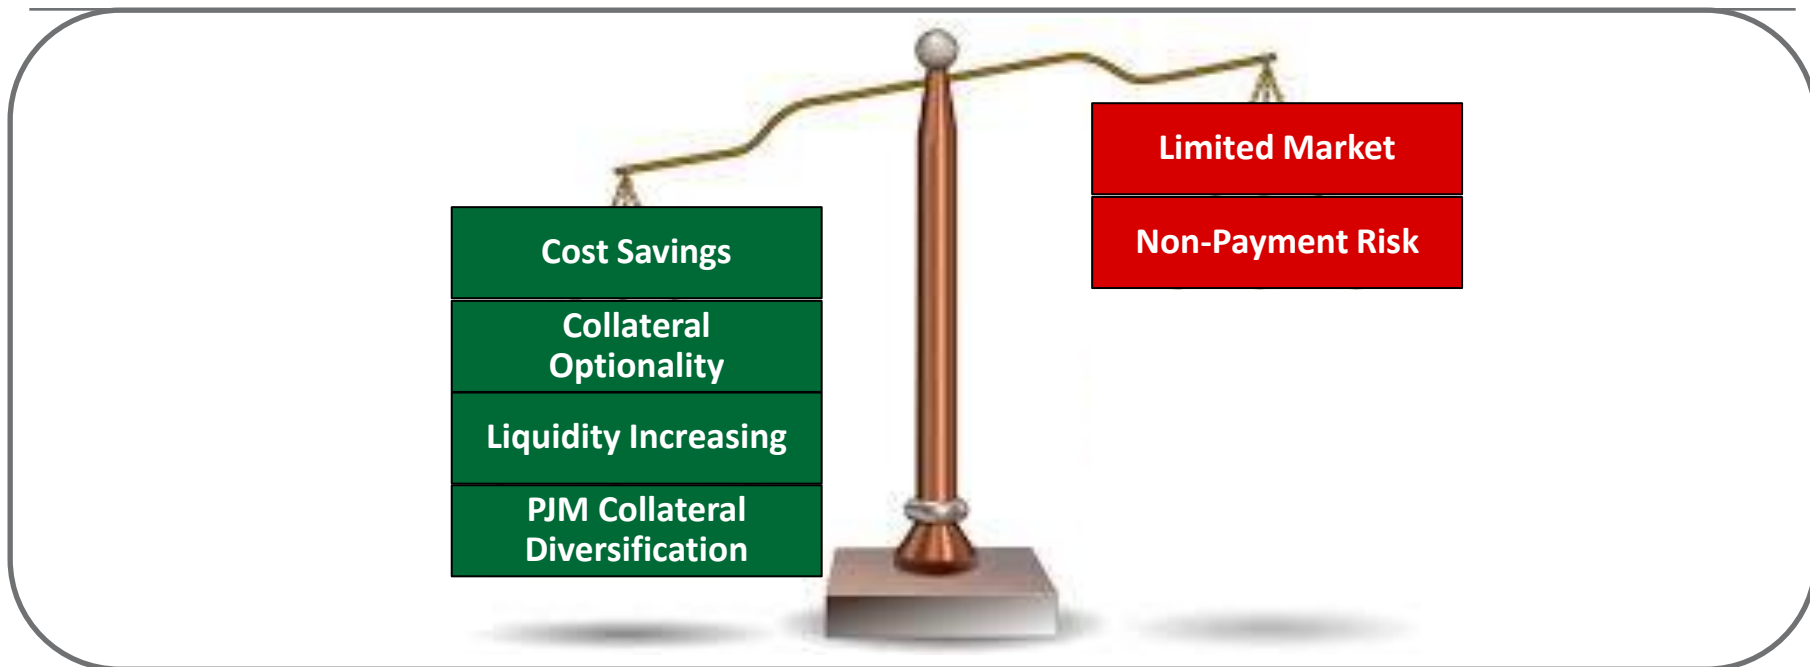 Cost Savings
Collateral
Optionality
Liquidity Increasing
PJM Collateral
Diversification
Limited Market
Non-Payment Risk